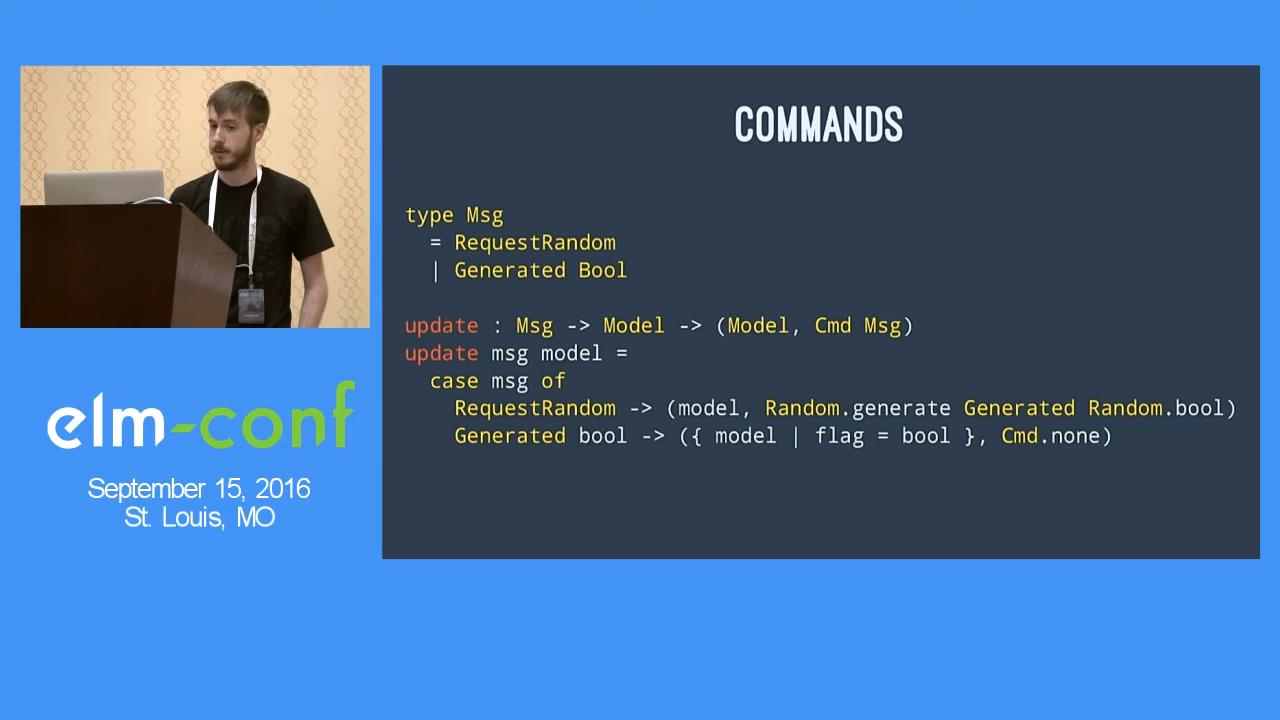 COMMANDS
type Msg
  = RequestRandom
  | Generated Bool
update : Msg -> Model -> (Model, Cmd Msg)
update msg model =
  case msg of
    RequestRandom -> (model, Random.generate Generated Random.bool)
    Generated bool -> ({ model | flag = bool }, Cmd.none)
elm-conf
September 15, 2016
St. Louis, MO